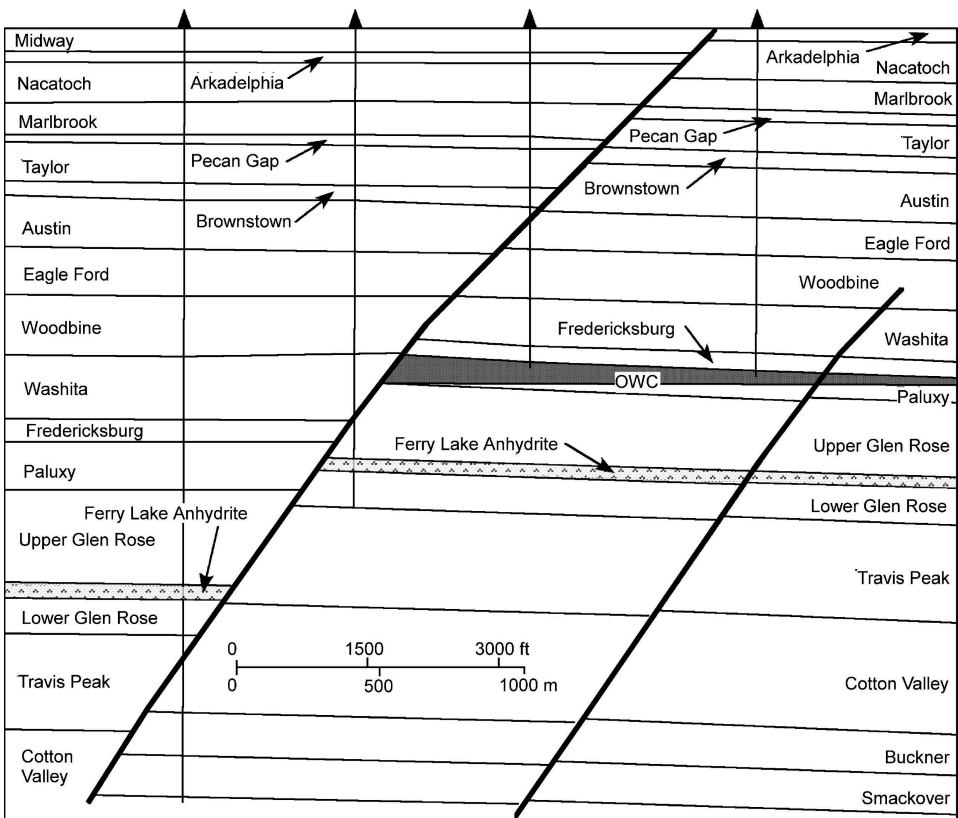 Midway
Arkadelphia
Nacatoch
Marlbrook
Pecan Gap
Taylor
Brownstown
Austin
Eagle Ford
Woodbine
Washita
Fredericksburg
Paluxy
Ferry Lake Anhydrite
Upper Glen Rose
Lower Glen Rose
Travis Peak
Cotton
Valley
Arkadelphia
Nacatoch
Marlbrook
Pecan Gap
Taylor
Brownstown
Austin
Eagle Ford
Woodbine
Fredericksburg
Washita
OWC
Paluxy
Ferry Lake Anhydrite
Upper Glen Rose
Lower Glen Rose
Travis Peak
Cotton Valley
Buckner
Smackover
0 1500 3000 ft
0 500 1000 m